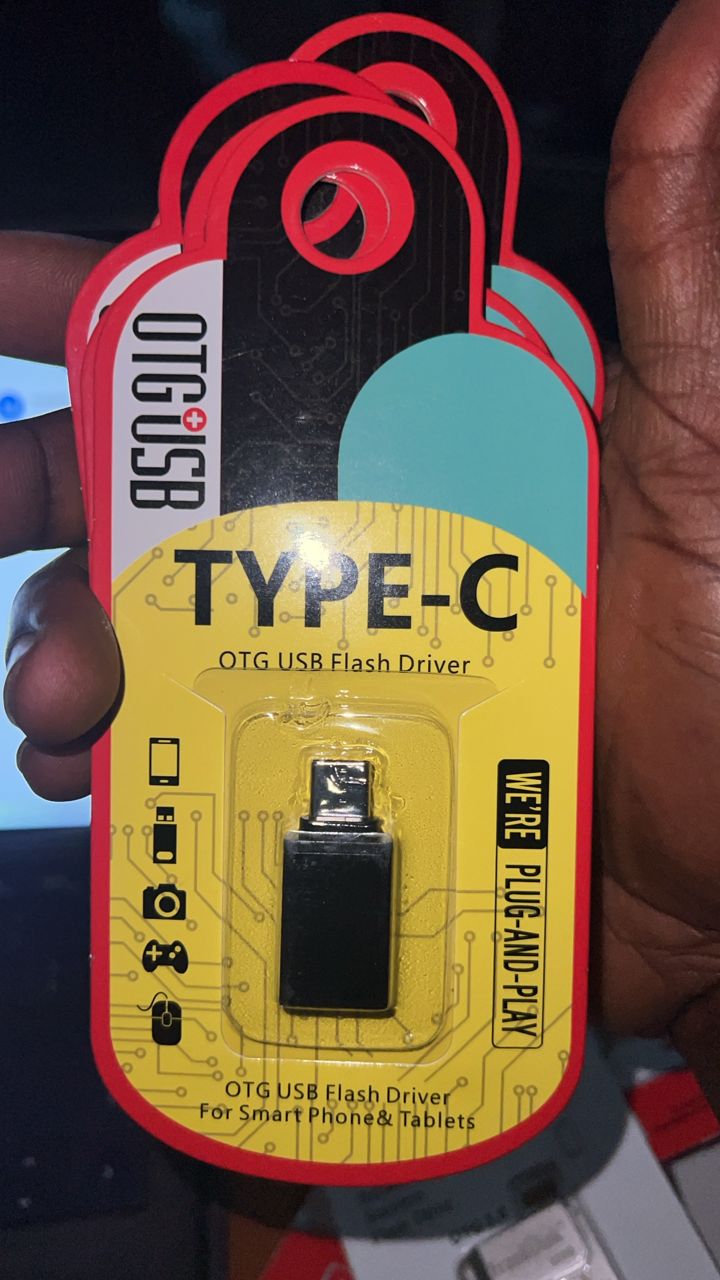 OTG USB
TYPE-C
OTG USB Flash Driver
WE'RE PLUG-AND-PLAY
OTG USB Flash Driver
For Smart Phone& Tablets